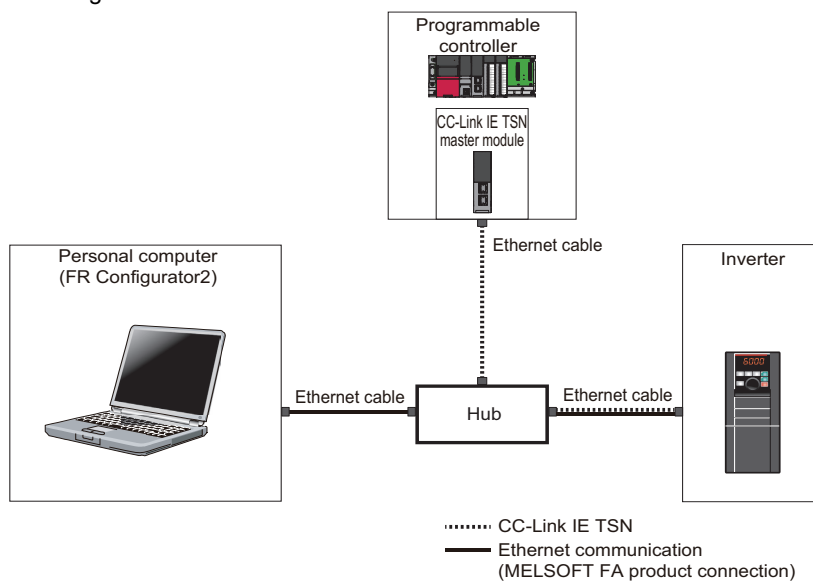 Programmable
controller
CC-Link IE TSN
master module
Ethernet cable
Personal computer
(FR Configurator2)
Inverter
6000
Ethernet cable
Hub
Ethernet cable
CC-Link IE TSN
Ethernet communication
(MELSOFT FA product connection)